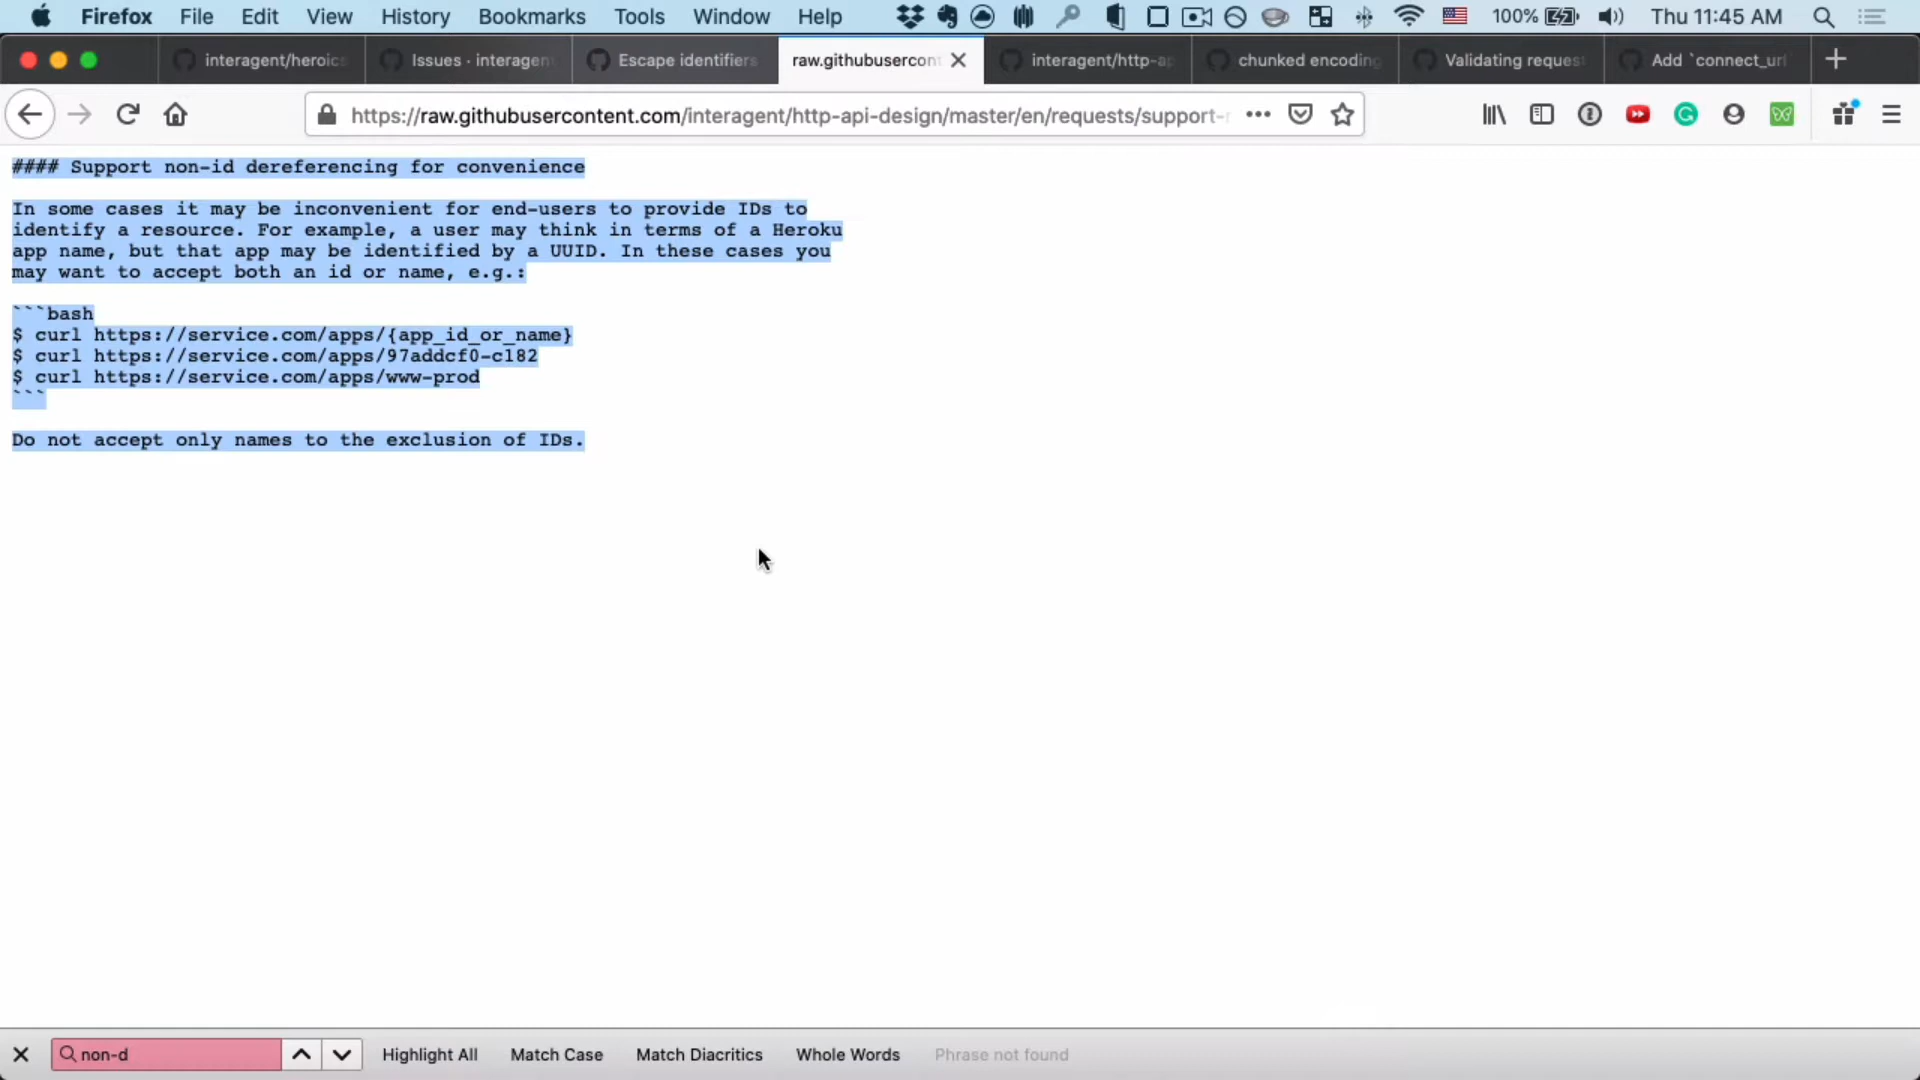 Firefox File Edit View History Bookmarks Tools Window Help 100% Thu 11:45 AM
interagent/heroics Issues · interagent Escape identifiers raw.githubusercont interagent/http-ap chunked encoding Validating request Add `connect_url
https://raw.githubusercontent.com/interagent/http-api-design/master/en/requests/support-
#### Support non-id dereferencing for convenience
In some cases it may be inconvenient for end-users to provide IDs to
identify a resource. For example, a user may think in terms of a Heroku
app name, but that app may be identified by a UUID. In these cases you
may want to accept both an id or name, e.g.:
```bash
$ curl https://service.com/apps/{app_id_or_name}
$ curl https://service.com/apps/97addcf0-c182
$ curl https://service.com/apps/www-prod
```
Do not accept only names to the exclusion of IDs.
non-d Highlight All Match Case Match Diacritics Whole Words Phrase not found